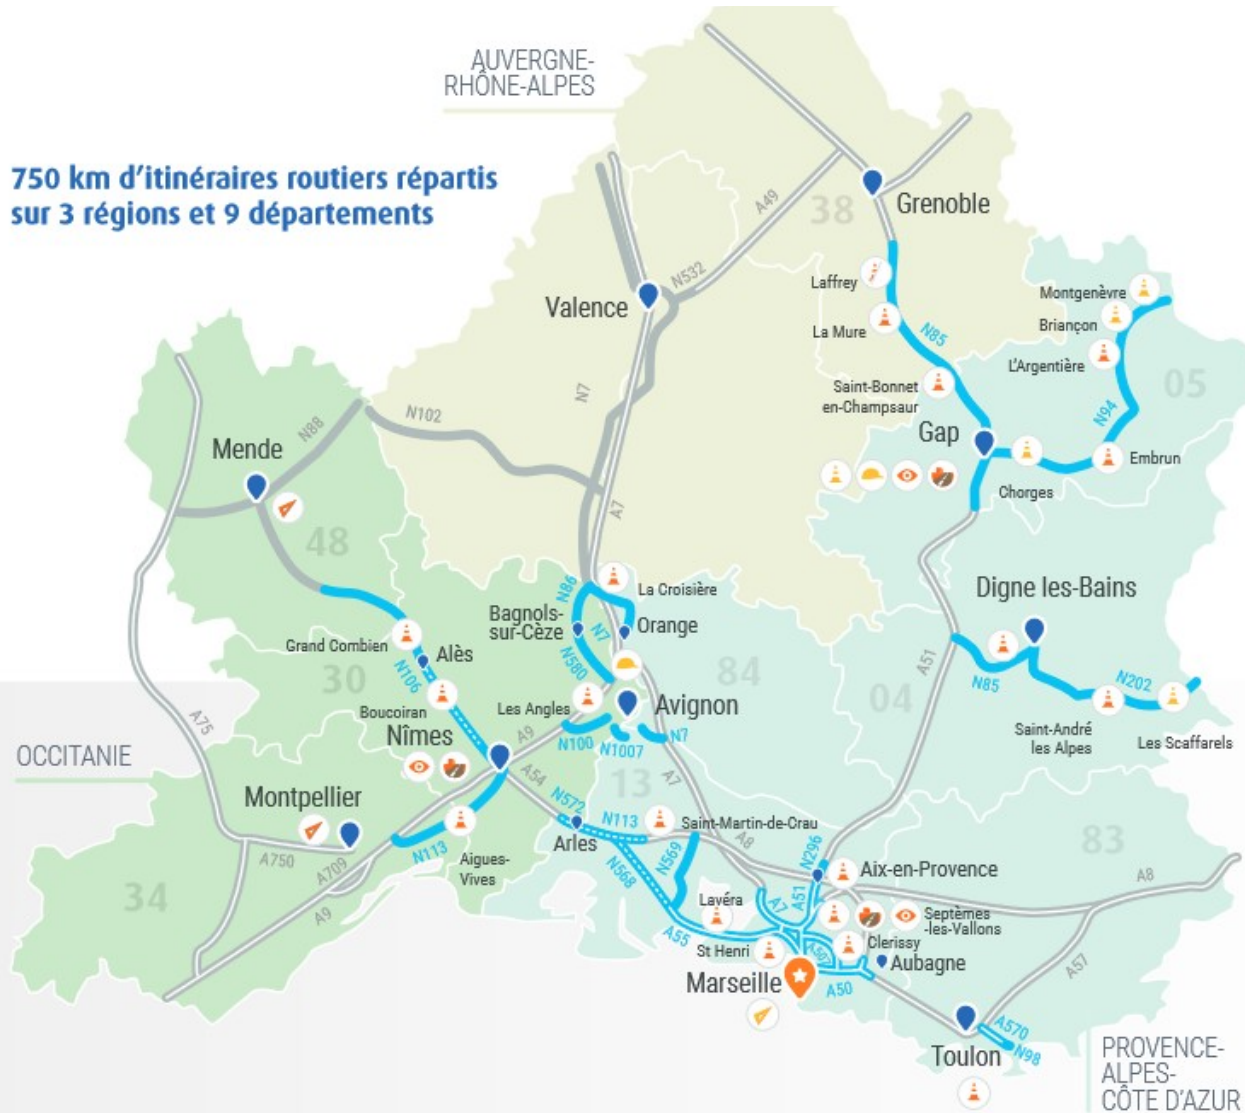 AUVERGNE-
RHÔNE-ALPES
750 km d'itinéraires routiers répartis
sur 3 régions et 9 départements
A49
38
Grenoble
N532
Valence
Laffrey
La Mure
N85
Montgenèvre
Briançon
L'Argentière
05
N94
Saint-Bonnet
en-Champsaur
Gap
Embrun
Chorges
N7
N102
N88
Mende
A7
48
N86
La Croisière
Bagnols-
sur-Cèze
N7
Orange
N580
Digne les-Bains
A51
N85
N202
Saint-André
les Alpes
Les Scaffarels
04
84
Grand Combien
Alès
N106
30
Boucoiran
Les Angles
Avignon
Nîmes
A9
N100
N1007
N7
A75
OCCITANIE
A54
A7
13
Montpellier
N572
N113
Saint-Martin-de-Crau
Arles
A8
83
A750
A709
N113
Aigues-
Vives
N568
N569
N296
Aix-en-Provence
A8
34
A9
Lavéra
A7
A51
Septèmes
-les-Vallons
A55
St Henri
A507
Clerissy
Aubagne
Marseille
A50
A57
A570
N98
Toulon
PROVENCE-
ALPES-
CÔTE D'AZUR